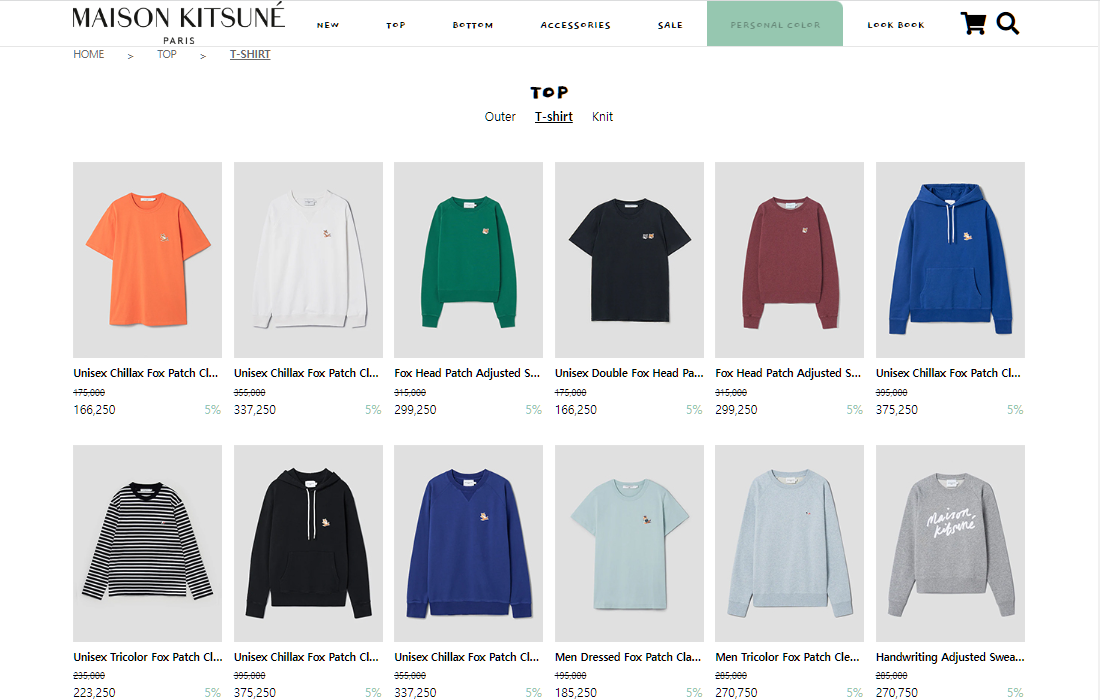 MAISON KITSUNÉ
PARIS
NEW TOP BOTTOM ACCESSORIES SALE PERSONAL COLOR LOOK BOOK
HOME > TOP > T-SHIRT
TOP
Outer T-shirt Knit
Unisex Chillax Fox Patch Cl... Unisex Chillax Fox Patch Cl... Fox Head Patch Adjusted S... Unisex Double Fox Head Pa... Fox Head Patch Adjusted S... Unisex Chillax Fox Patch Cl...
175,000 355,000 315,000 175,000 315,000 395,000
166,250 5% 337,250 5% 299,250 5% 166,250 5% 299,250 5% 375,250 5%
Maison
Kitsuné
Unisex Tricolor Fox Patch Cl... Unisex Chillax Fox Patch Cl... Unisex Chillax Fox Patch Cl... Men Dressed Fox Patch Cla... Men Tricolor Fox Patch Cle... Handwriting Adjusted Swea...
235,000 395,000 355,000 195,000 285,000 285,000
223,250 5% 375,250 5% 337,250 5% 185,250 5% 270,750 5% 270,750 5%